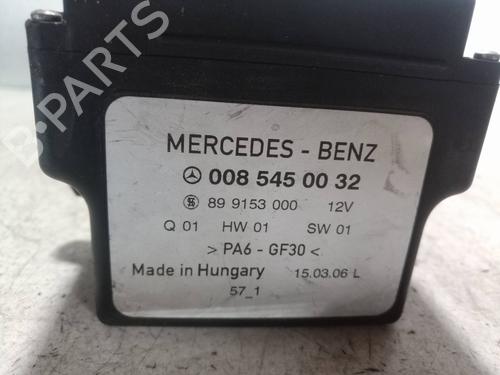 B-PARTS
MERCEDES - BENZ
008 545 00 32
89 9153 000 12V
Q 01 HW 01 SW 01
> PA6 - GF30 <
Made in Hungary 15.03.06 L
57_1